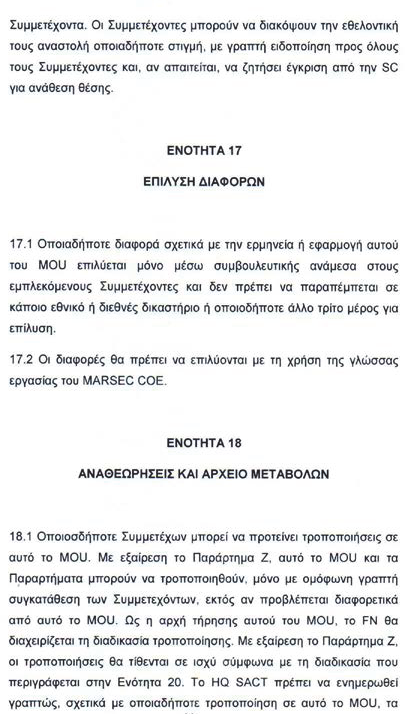 Συμμετέχοντα. Οι Συμμετέχοντες μπορούν να διακόψουν την εθελοντική
τους αναστολή οποιαδήποτε στιγμή, με γραπτή ειδοποίηση προς όλους
τους Συμμετέχοντες και, αν απαιτείται, να ζητήσει έγκριση από την SC
για ανάθεση θέσης.
ΕΝΟΤΗΤΑ 17
ΕΠΙΛΥΣΗ ΔΙΑΦΟΡΩΝ
17.1 Οποιαδήποτε διαφορά σχετικά με την ερμηνεία ή εφαρμογή αυτού
του MOU επιλύεται μόνο μέσω συμβουλευτικής ανάμεσα στους
εμπλεκόμενους Συμμετέχοντες και δεν πρέπει να παραπέμπεται σε
κάποιο εθνικό ή διεθνές δικαστήριο ή οποιοδήποτε άλλο τρίτο μέρος για
επίλυση.
17.2 Οι διαφορές θα πρέπει να επιλύονται με τη χρήση της γλώσσας
εργασίας του MARSEC COE.
ΕΝΟΤΗΤΑ 18
ΑΝΑΘΕΩΡΗΣΕΙΣ ΚΑΙ ΑΡΧΕΙΟ ΜΕΤΑΒΟΛΩΝ
18.1 Οποιοσδήποτε Συμμετέχων μπορεί να προτείνει τροποποιήσεις σε
αυτό το MOU. Με εξαίρεση το Παράρτημα Ζ, αυτό το MOU και τα
Παραρτήματα μπορούν να τροποποιηθούν, μόνο με ομόφωνη γραπτή
συγκατάθεση των Συμμετεχόντων, εκτός αν προβλέπεται διαφορετικά
από αυτό το MOU. Ως η αρχή τήρησης αυτού του MOU, το FN θα
διαχειρίζεται τη διαδικασία τροποποίησης. Με εξαίρεση το Παράρτημα Ζ,
οι τροποποιήσεις θα τίθενται σε ισχύ σύμφωνα με τη διαδικασία που
περιγράφεται στην Ενότητα 20. Το HQ SACT πρέπει να ενημερωθεί
γραπτώς, σχετικά με οποιαδήποτε τροποποίηση σε αυτό το MOU, τα